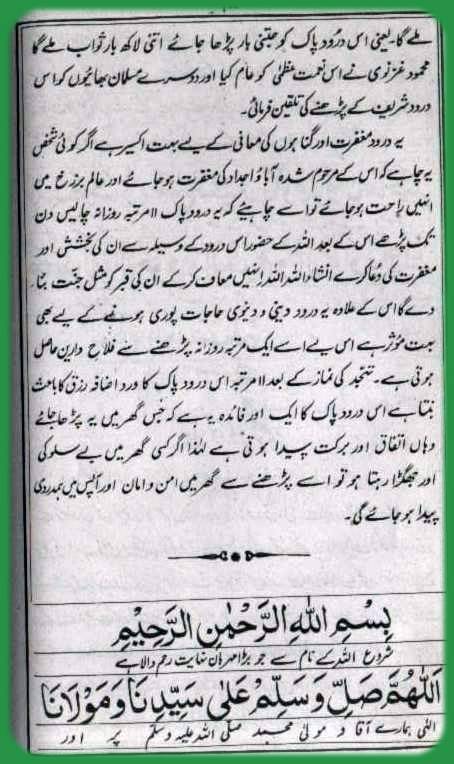 ملے گا۔ یعنی اس درود پاک کو جتنی بار پڑھا جائے اتنی لاکھ بار ثواب ملے گا
محمود غزنوی نے اس نعمت عظمیٰ کو عام کیا اور دوسرے مسلمان بھائیوں کو اس
درود شریف کے پڑھنے کی تلقین فرمائی۔
یہ درود مغفرت اور گناہوں کی معافی کے لیے بہت اکسیر ہے اگر کوئی شخص
یہ چاہے کہ اس کے مرحوم شدہ آباؤ اجداد کی مغفرت ہو جائے اور عالم برزخ میں
انہیں راحت ہو جائے تو اسے چاہیئے کہ یہ درود پاک ۱۱ مرتبہ روزانہ چالیس دن
تک پڑھے اس کے بعد اللہ کے حضور اس درود کے وسیلہ سے ان کی بخشش اور
مغفرت کی دعا کرے انشاء اللہ اللہ انہیں معاف کر کے ان کی قبر کو مثل جنت بنا
دے گا اس کے علاوہ یہ درود دینی و دنیوی حاجات پوری ہونے کے لیے بھی
بہت مؤثر ہے اس لیے اسے ایک مرتبہ روزانہ پڑھنے سے فلاح دارین حاصل
ہوتی ہے۔ تہجد کی نماز کے بعد ۱۱ مرتبہ اس درود پاک کا ورد اضافہ رزق کا باعث
بنتا ہے اس درود پاک کا ایک اور فائدہ یہ ہے کہ جس گھر میں یہ پڑھا جائے
وہاں اتفاق اور برکت پیدا ہوتی ہے لہٰذا اگر کسی گھر میں بے سلوکی
اور جھگڑا رہتا ہو تو اسے پڑھنے سے گھر میں امن و امان اور آپس میں ہمدردی
پیدا ہو جائے گی۔
بِسْمِ اللهِ الرَّحْمٰنِ الرَّحِيْمِ
شروع اللہ کے نام سے جو بڑا مہربان نہایت رحم والا ہے
اَللّٰهُمَّ صَلِّ وَسَلِّمْ عَلٰى سَيِّدِنَا وَمَوْلَانَا
الٰہی ہمارے آقا و مولیٰ محمد صلی اللہ علیہ وسلم پر اور